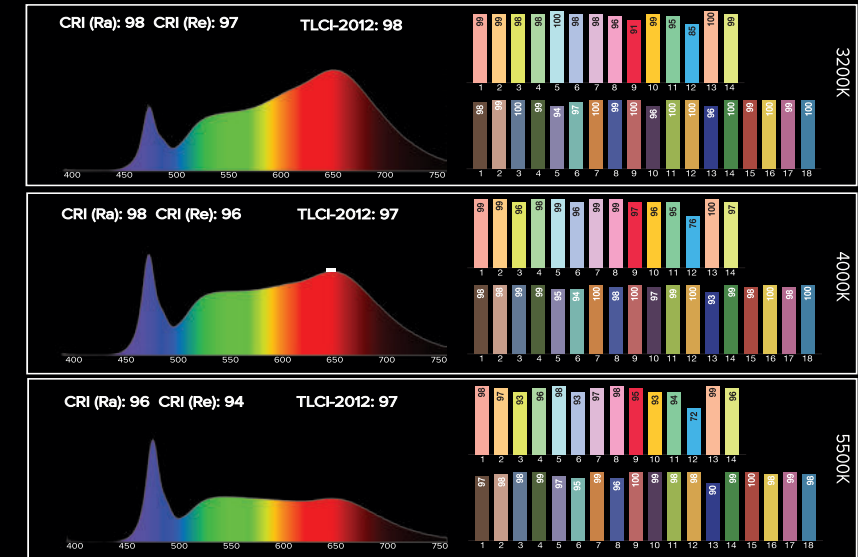 CRI (Ra): 98 CRI (Re): 97 TLCI-2012: 98
99 99 98 98 100 98 98 96 91 99 95 85 100 99
1 2 3 4 5 6 7 8 9 10 11 12 13 14
98 99 100 99 94 97 100 99 100 96 100 100 96 100 99 100 99 100
1 2 3 4 5 6 7 8 9 10 11 12 13 14 15 16 17 18
400 450 500 550 600 650 750
3200K
CRI (Ra): 98 CRI (Re): 96 TLCI-2012: 97
99 99 96 98 99 96 99 99 97 96 95 76 100 97
1 2 3 4 5 6 7 8 9 10 11 12 13 14
98 98 99 99 95 94 100 98 100 97 99 100 93 99 98 100 98 100
1 2 3 4 5 6 7 8 9 10 11 12 13 14 15 16 17 18
400 450 500 550 600 650 750
4000K
CRI (Ra): 96 CRI (Re): 94 TLCI-2012: 97
98 97 93 96 98 93 97 98 95 93 94 72 99 96
1 2 3 4 5 6 7 8 9 10 11 12 13 14
97 98 98 99 97 95 99 96 100 99 98 98 90 99 100 98 99 98
1 2 3 4 5 6 7 8 9 10 11 12 13 14 15 16 17 18
400 450 500 550 600 650 750
5500K